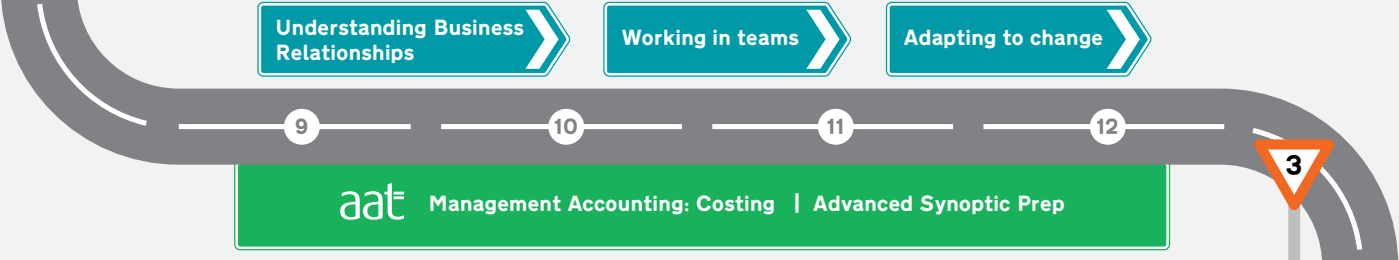 Understanding Business
Relationships
Working in teams
Adapting to change
9
10
11
12
3
aat Management Accounting: Costing | Advanced Synoptic Prep